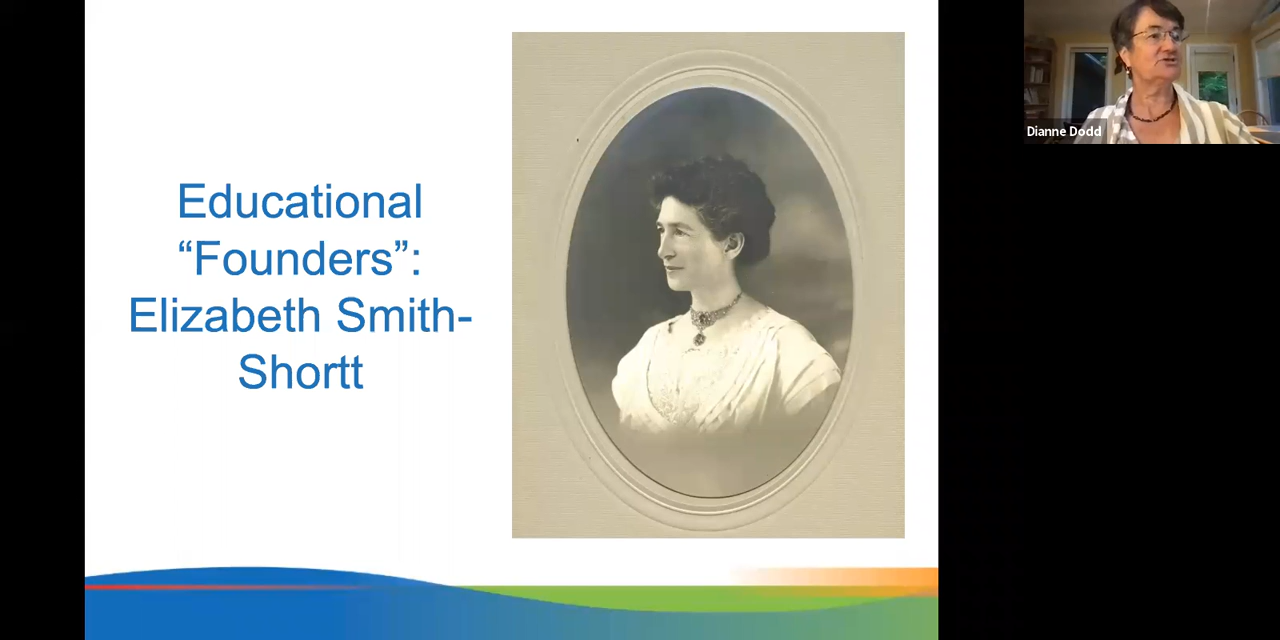 Educational
“Founders”:
Elizabeth Smith-
Shortt
Dianne Dodd